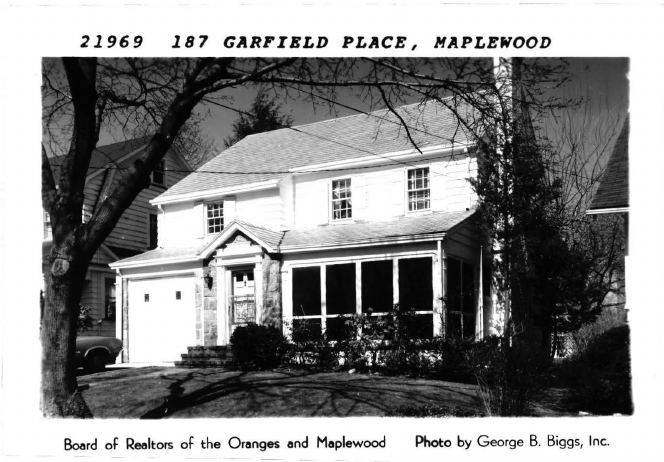 21969 187 GARFIELD PLACE, MAPLEWOOD
Board of Realtors of the Oranges and Maplewood Photo by George B. Biggs, Inc.